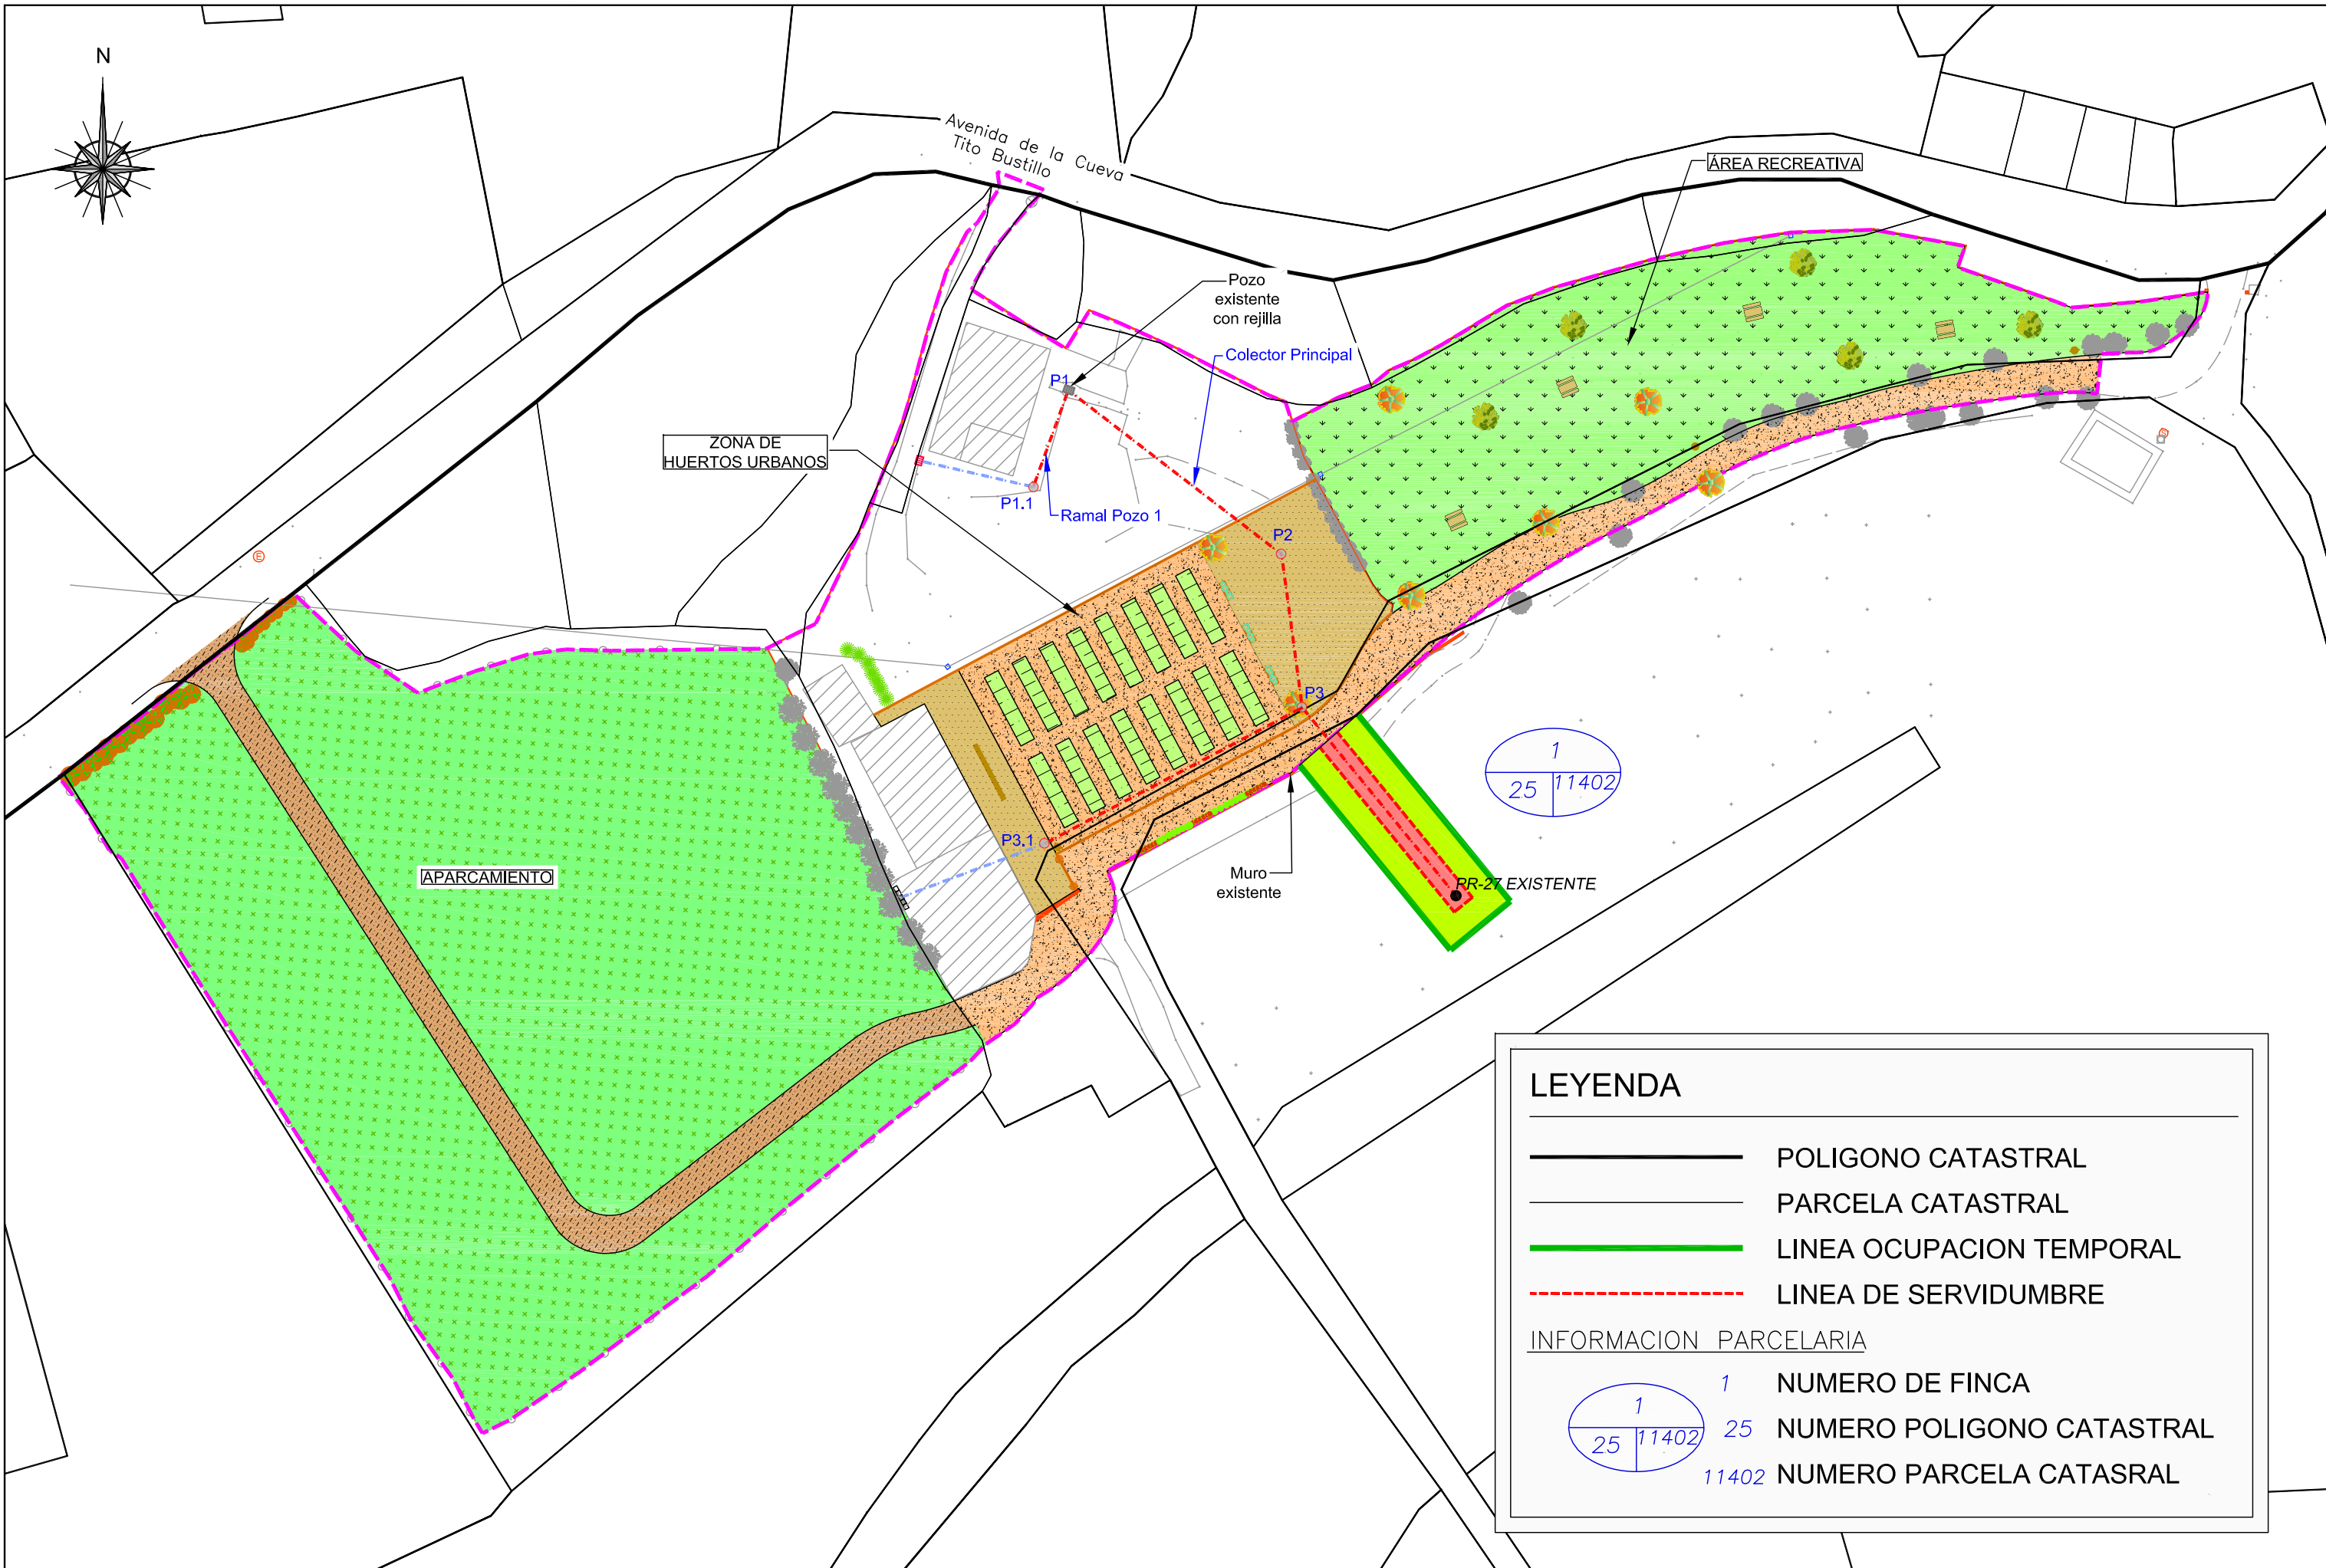 N
Avenida de la Cueva
Tito Bustillo
ÁREA RECREATIVA
Pozo
existente
con rejilla
Colector Principal
P1
ZONA DE
HUERTOS URBANOS
P1.1
Ramal Pozo 1
P2
E
S
P3
1
25
11402
P3.1
APARCAMIENTO
Muro
existente
PR-27 EXISTENTE
LEYENDA
POLIGONO CATASTRAL
PARCELA CATASTRAL
LINEA OCUPACION TEMPORAL
LINEA DE SERVIDUMBRE
INFORMACION PARCELARIA
1
25
11402
1 NUMERO DE FINCA
25 NUMERO POLIGONO CATASTRAL
11402 NUMERO PARCELA CATASRAL